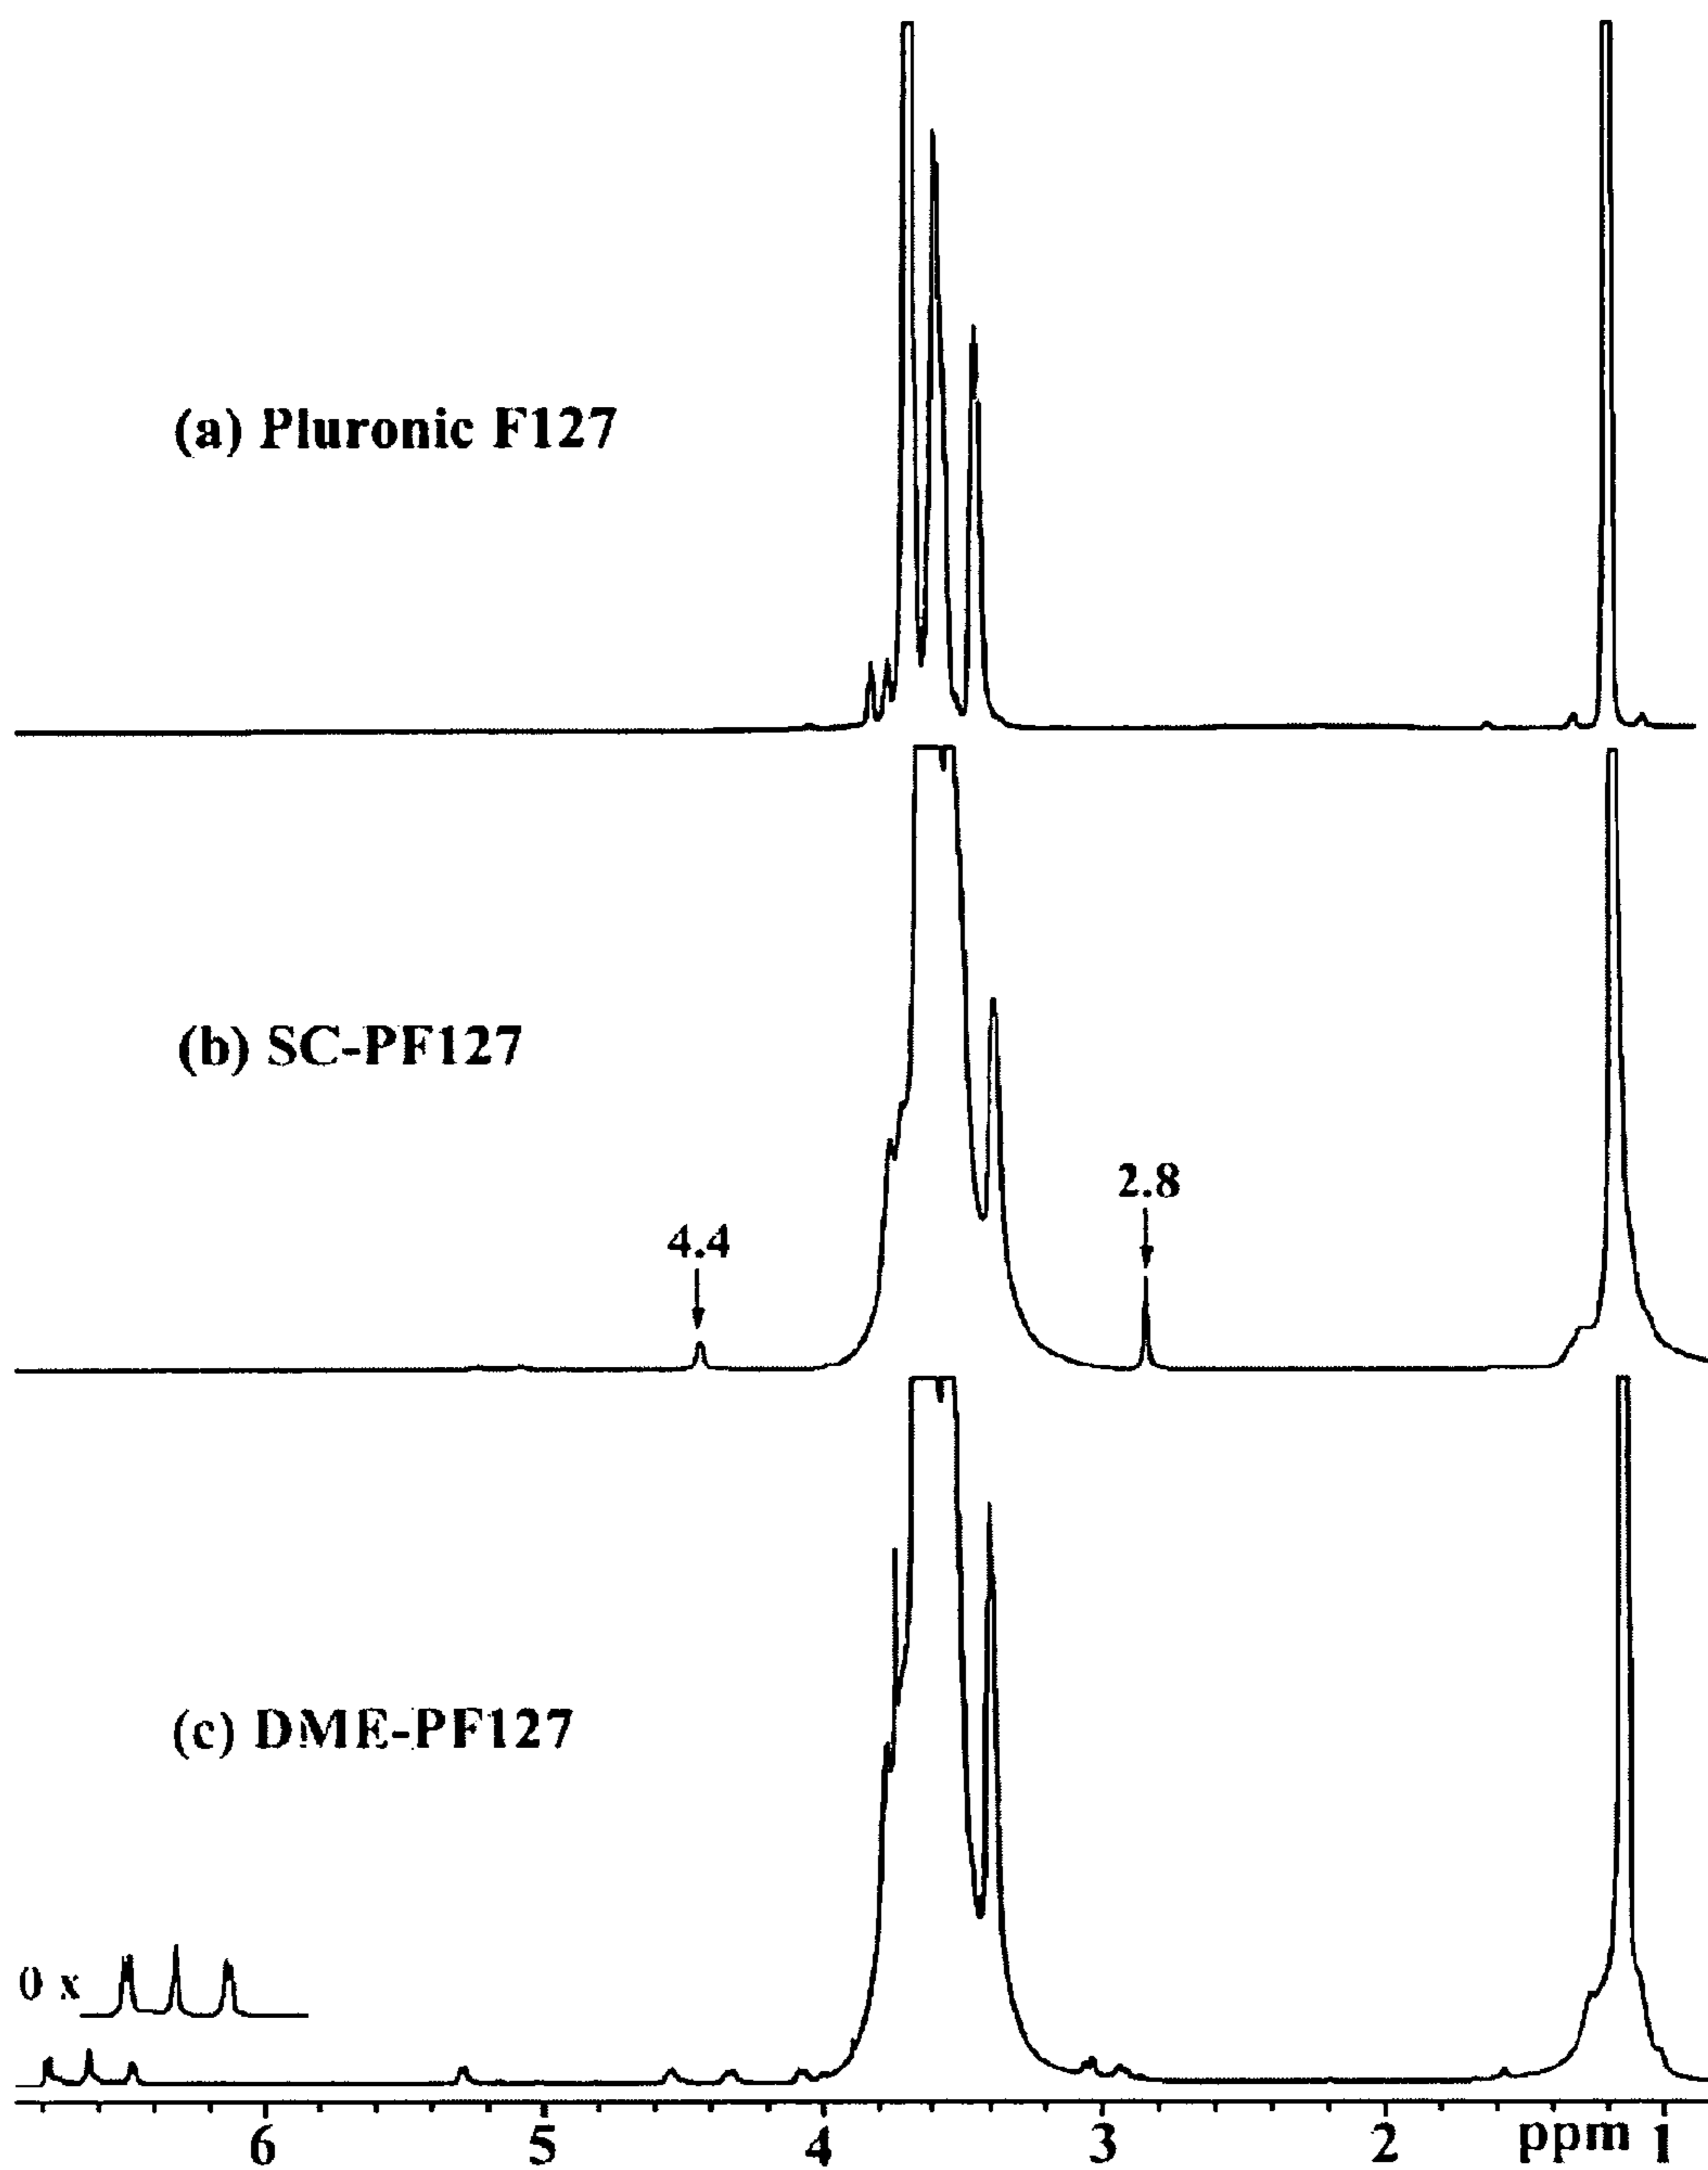 (a) Pluronic F127
(b) SC-PF127
2.8
4.4
(c) DME-PF127
0 x
6 5 4 3 2 ppm 1